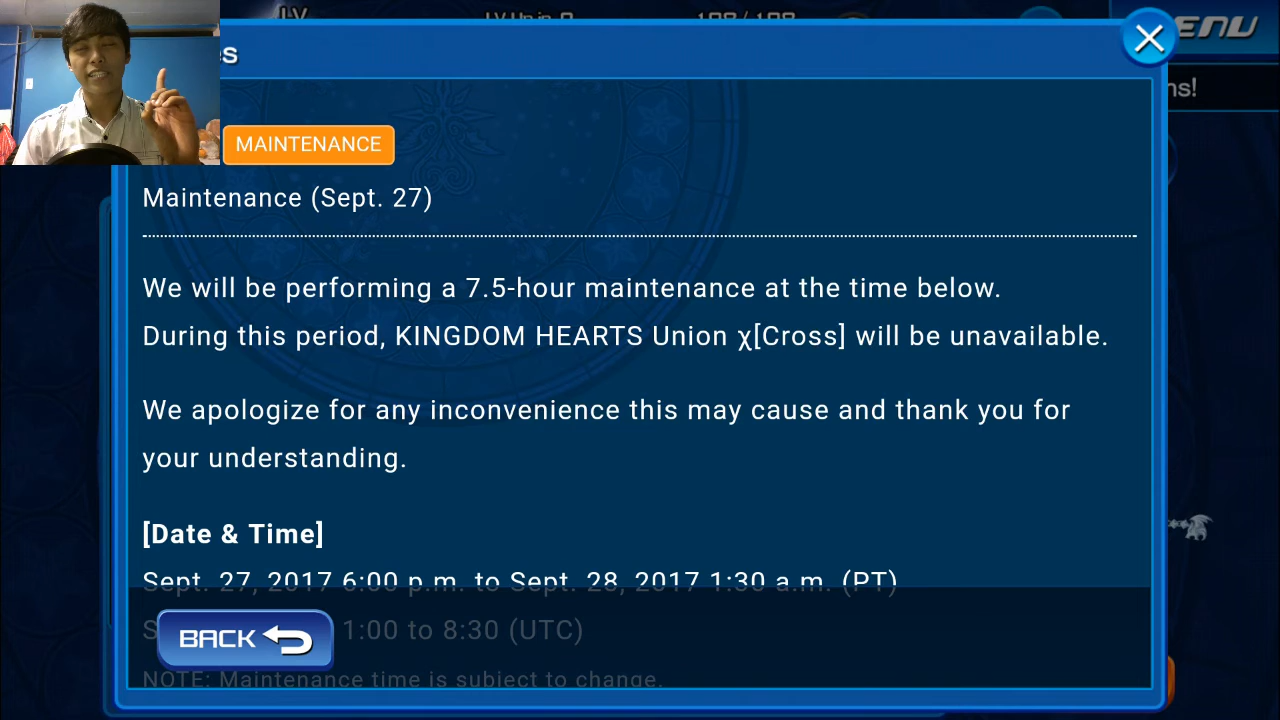 MENU
s
ns!
MAINTENANCE
Maintenance (Sept. 27)
We will be performing a 7.5-hour maintenance at the time below.
During this period, KINGDOM HEARTS Union χ[Cross] will be unavailable.
We apologize for any inconvenience this may cause and thank you for
your understanding.
[Date & Time]
Sept. 27, 2017 6:00 p.m. to Sept. 28, 2017 1:30 a.m. (PT)
1:00 to 8:30 (UTC)
BACK
NOTE: Maintenance time is subject to change.